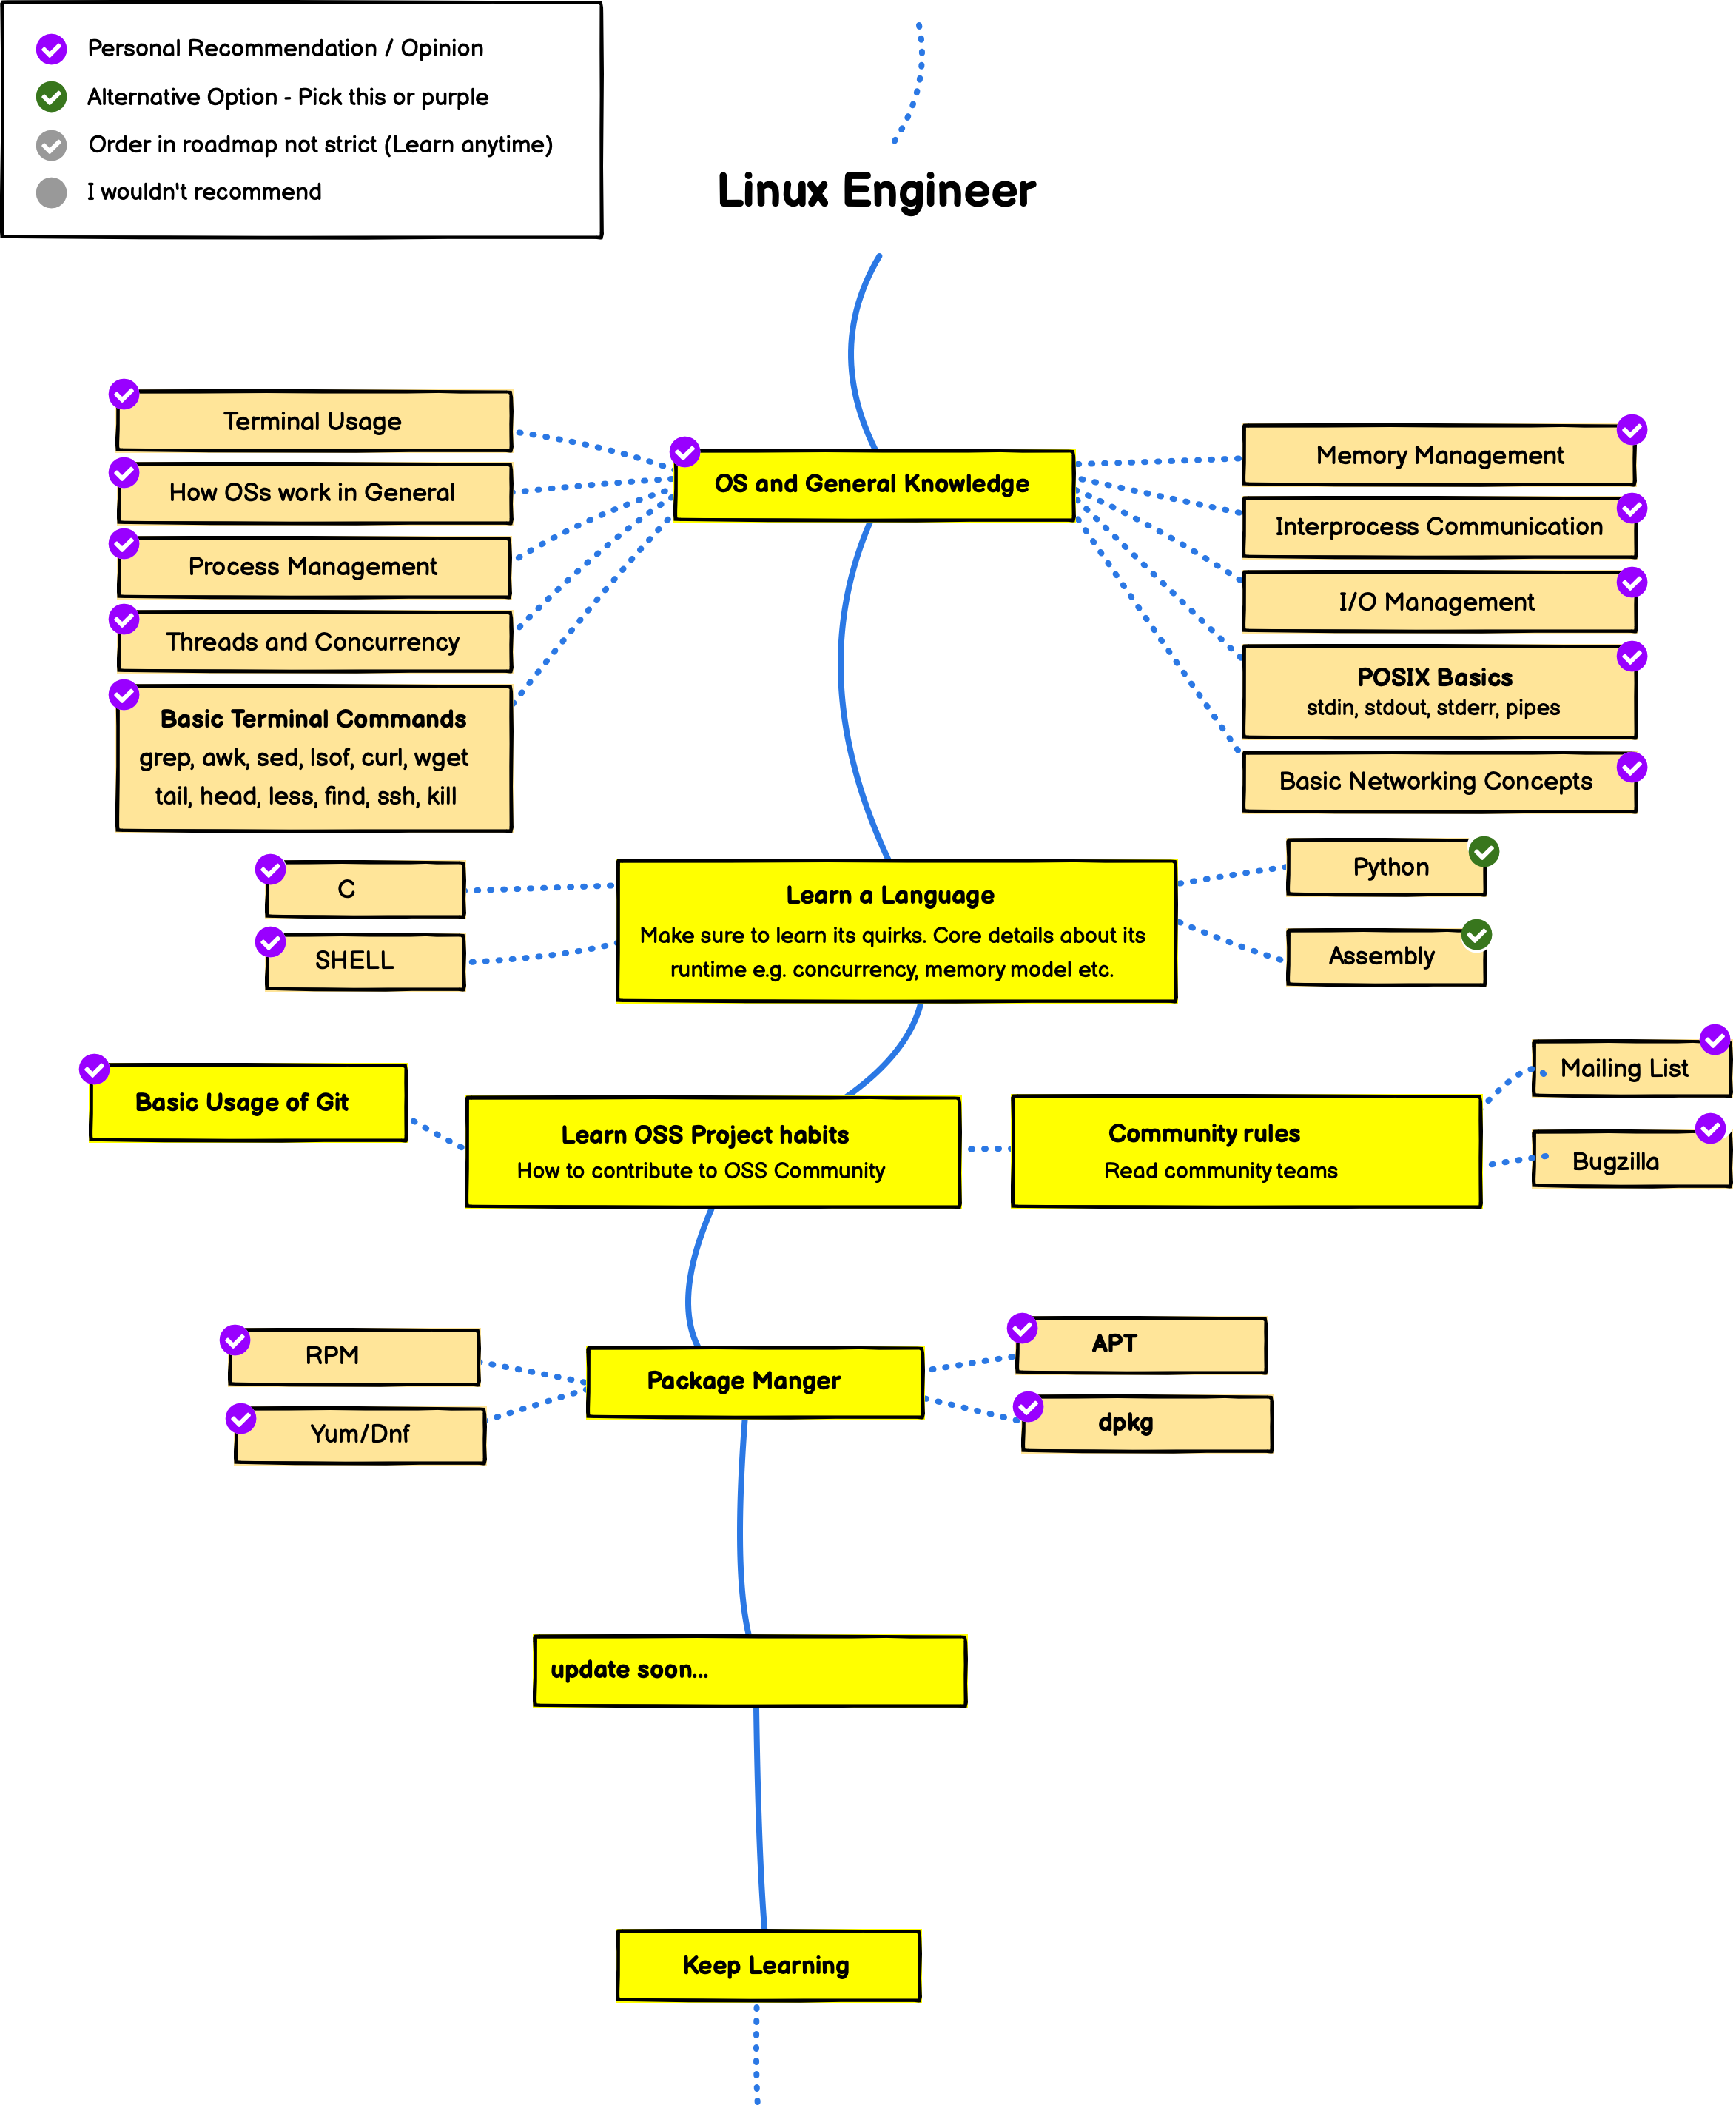 Personal Recommendation / Opinion
Alternative Option - Pick this or purple
Order in roadmap not strict (Learn anytime)
I wouldn't recommend
Linux Engineer
Terminal Usage
How OSs work in General
Process Management
Threads and Concurrency
Basic Terminal Commands
grep, awk, sed, lsof, curl, wget
tail, head, less, find, ssh, kill
OS and General Knowledge
Memory Management
Interprocess Communication
I/O Management
POSIX Basics
stdin, stdout, stderr, pipes
Basic Networking Concepts
C
SHELL
Learn a Language
Make sure to learn its quirks. Core details about its
runtime e.g. concurrency, memory model etc.
Python
Assembly
Basic Usage of Git
Learn OSS Project habits
How to contribute to OSS Community
Community rules
Read community teams
Mailing List
Bugzilla
RPM
Yum/Dnf
Package Manger
APT
dpkg
update soon...
Keep Learning